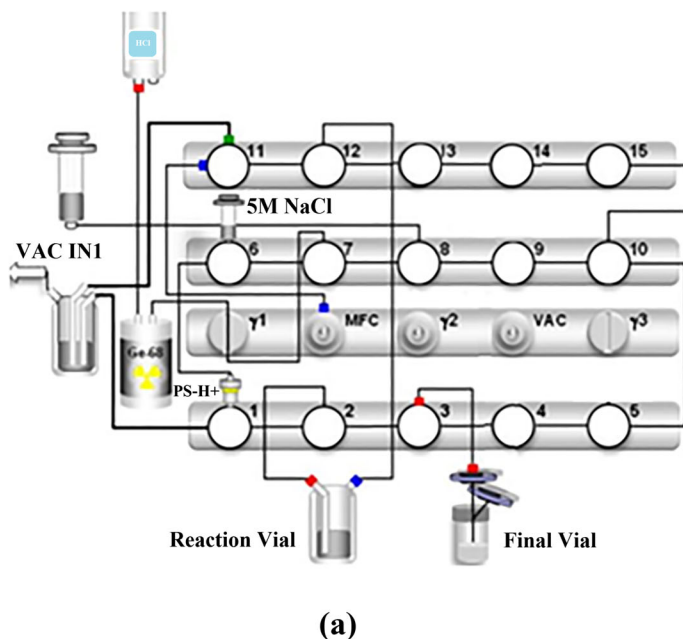 HCl
11 12 13 14 15
5M NaCl
VAC IN1
6 7 8 9 10
γ1 MFC γ2 VAC γ3
Ge-68
PS-H+
1 2 3 4 5
Reaction Vial
Final Vial
(a)